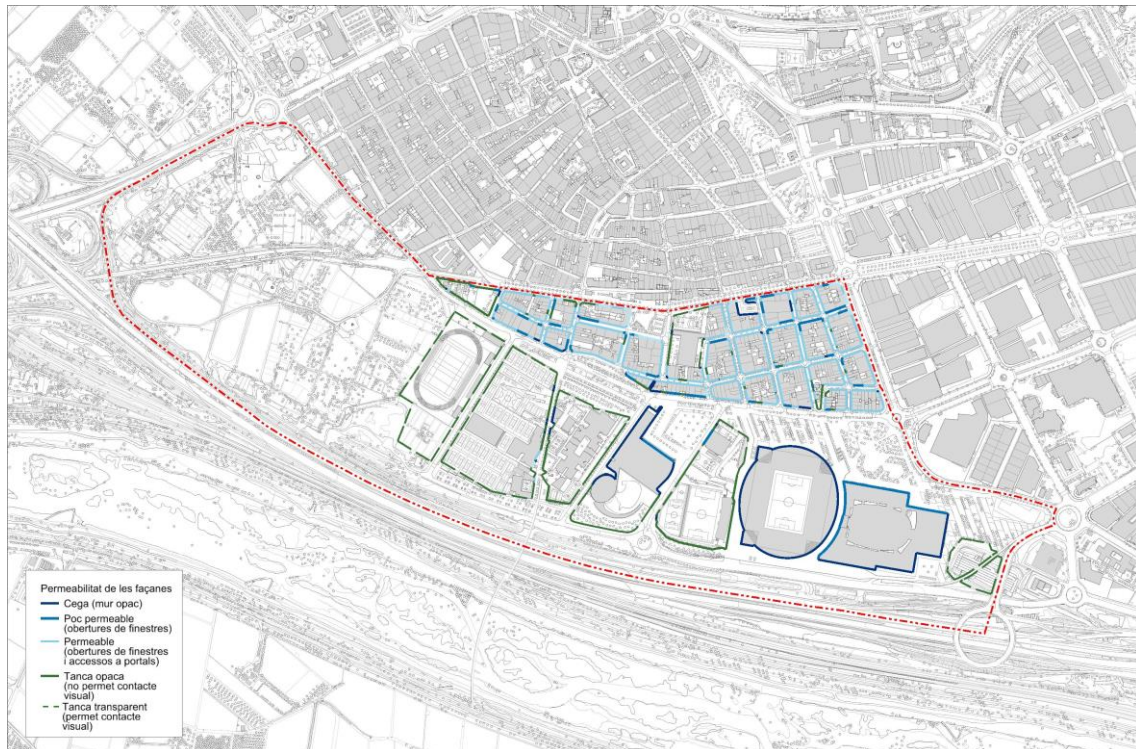 Permeabilitat de les façanes
Cega (mur opac)
Poc permeable
(obertures de finestres)
Permeable
(obertures de finestres
i accessos a portals)
Tanca opaca
(no permet contacte
visual)
Tanca transparent
(permet contacte
visual)